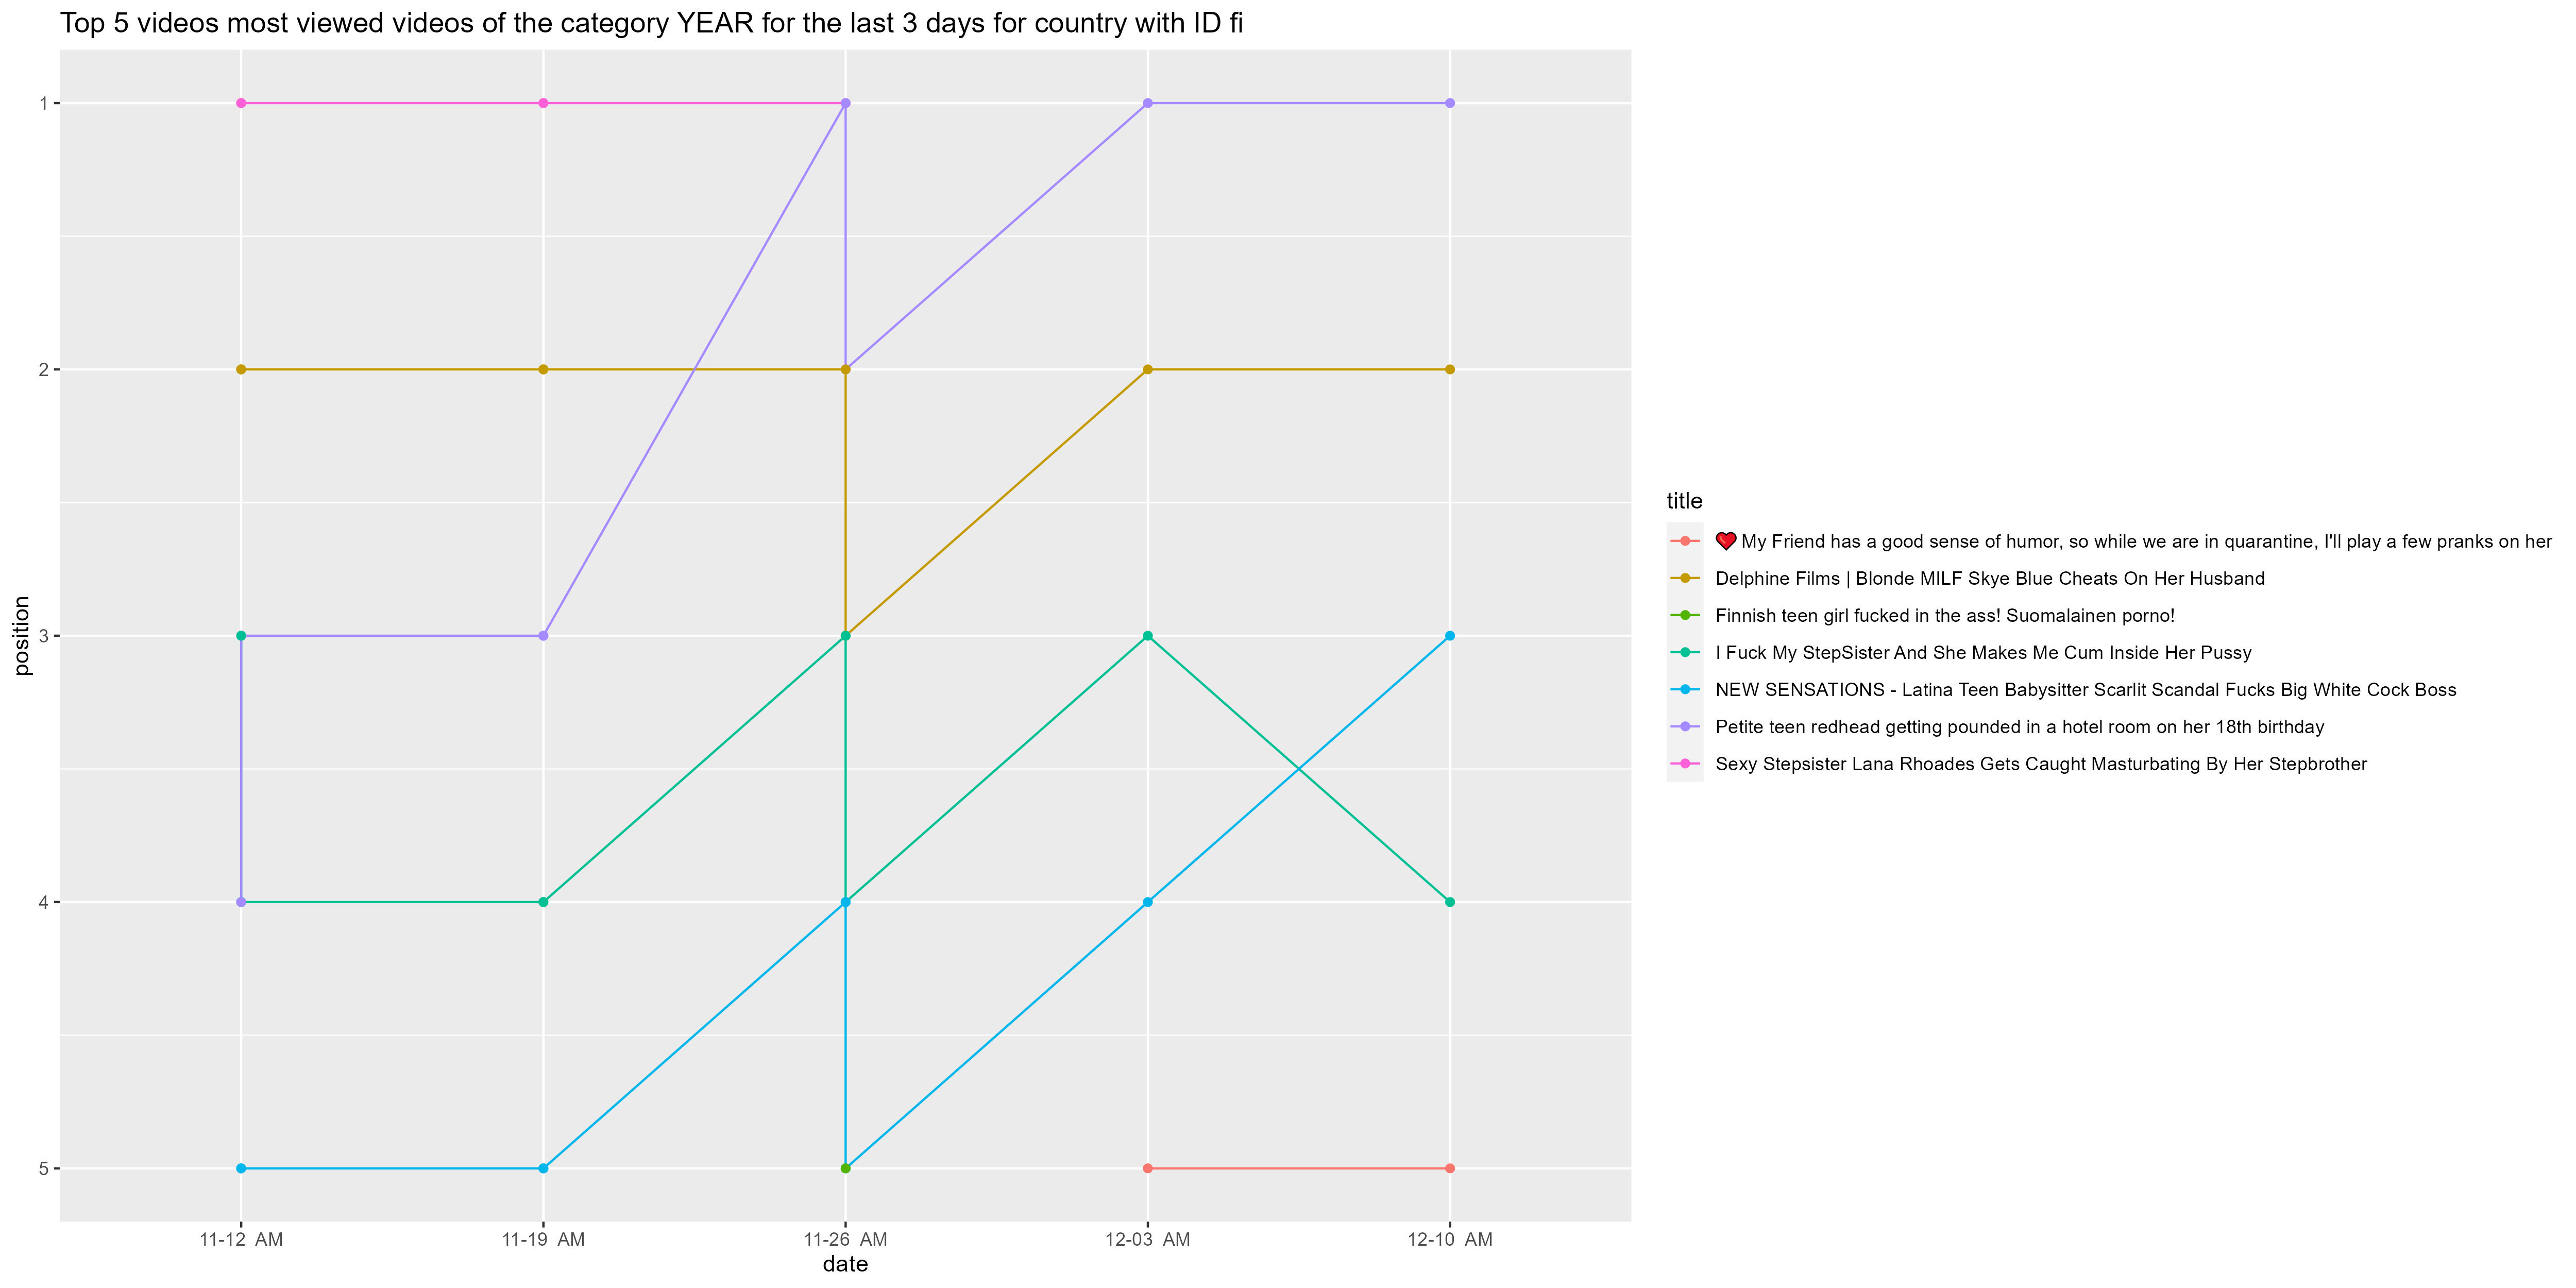 Top 5 videos most viewed videos of the category YEAR for the last 3 days for country with ID fi
1
2
3
4
5
position
11-12 AM
11-19 AM
11-26 AM
12-03 AM
12-10 AM
date
title
❤ My Friend has a good sense of humor, so while we are in quarantine, I'll play a few pranks on her
Delphine Films | Blonde MILF Skye Blue Cheats On Her Husband
Finnish teen girl fucked in the ass! Suomalainen porno!
I Fuck My StepSister And She Makes Me Cum Inside Her Pussy
NEW SENSATIONS - Latina Teen Babysitter Scarlit Scandal Fucks Big White Cock Boss
Petite teen redhead getting pounded in a hotel room on her 18th birthday
Sexy Stepsister Lana Rhoades Gets Caught Masturbating By Her Stepbrother